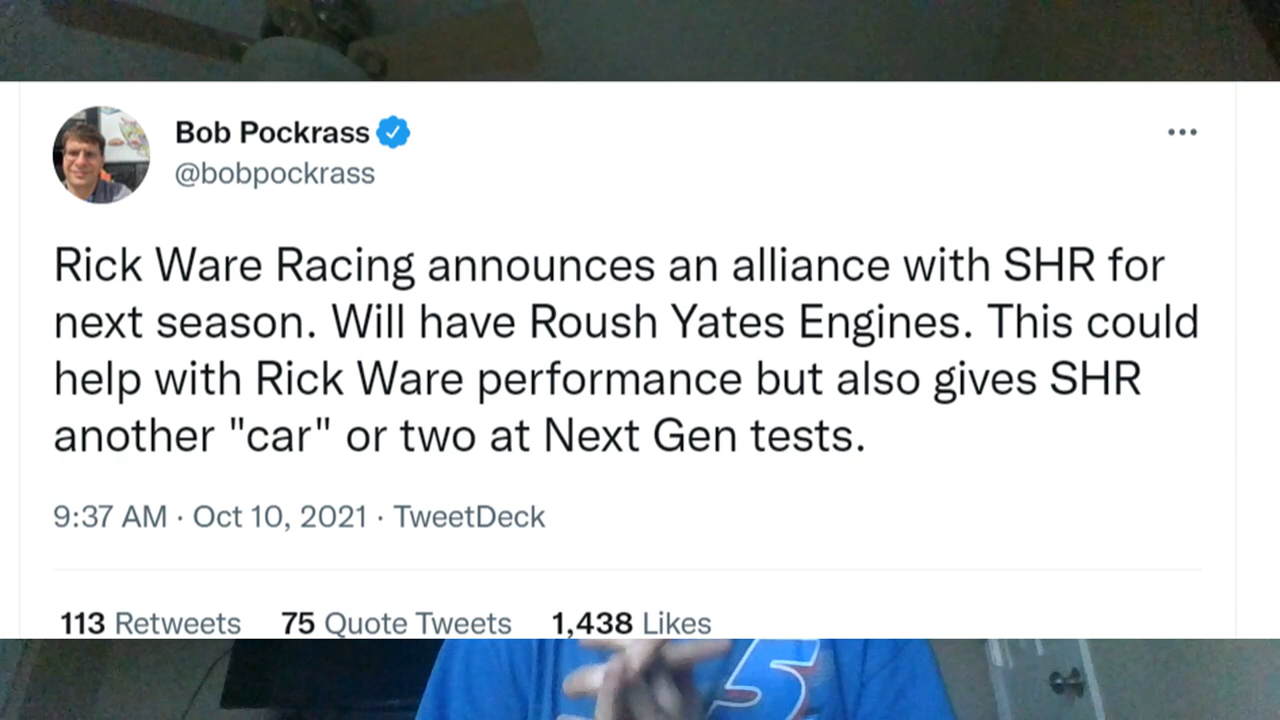 Bob Pockrass
@bobpockrass
Rick Ware Racing announces an alliance with SHR for
next season. Will have Roush Yates Engines. This could
help with Rick Ware performance but also gives SHR
another "car" or two at Next Gen tests.
9:37 AM · Oct 10, 2021 · TweetDeck
113 Retweets 75 Quote Tweets 1,438 Likes
5